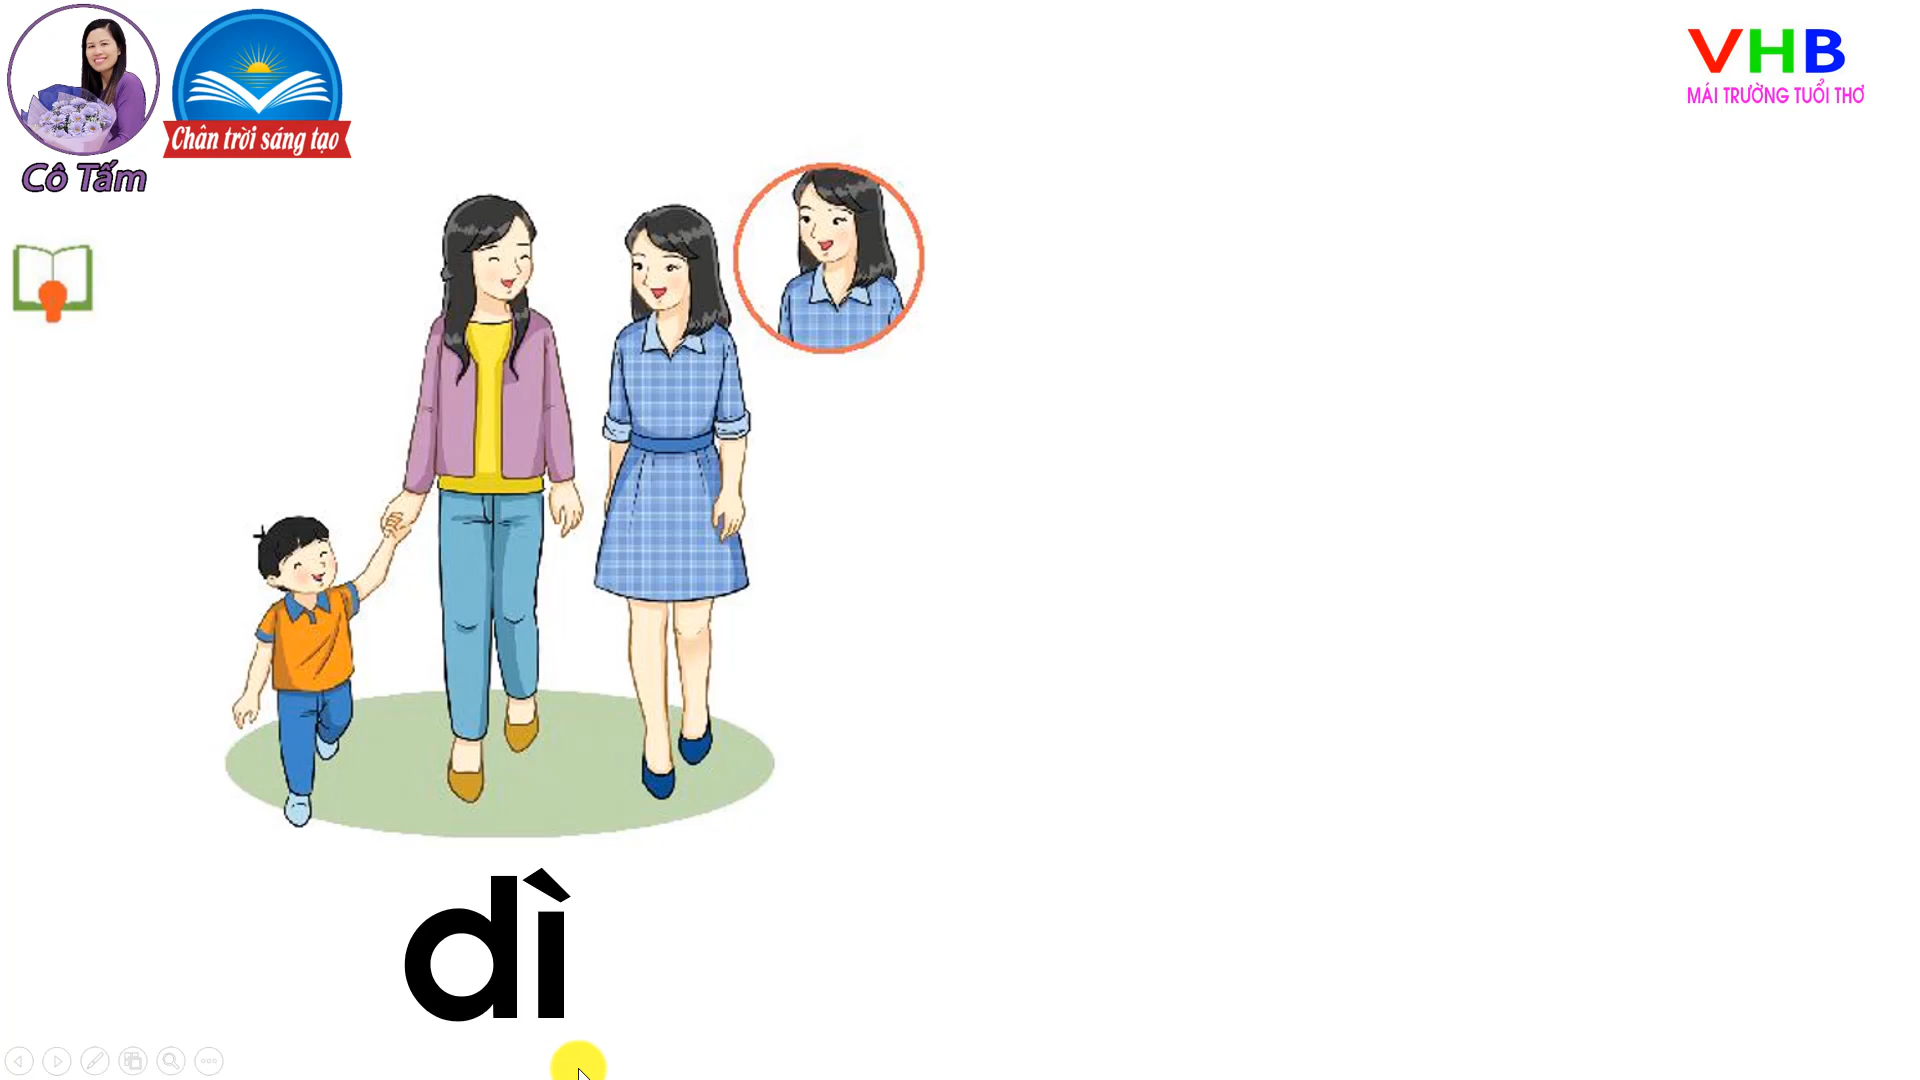 Cô Tấm
Chân trời sáng tạo
VHB
MÁI TRƯỜNG TUỔI THƠ
dì